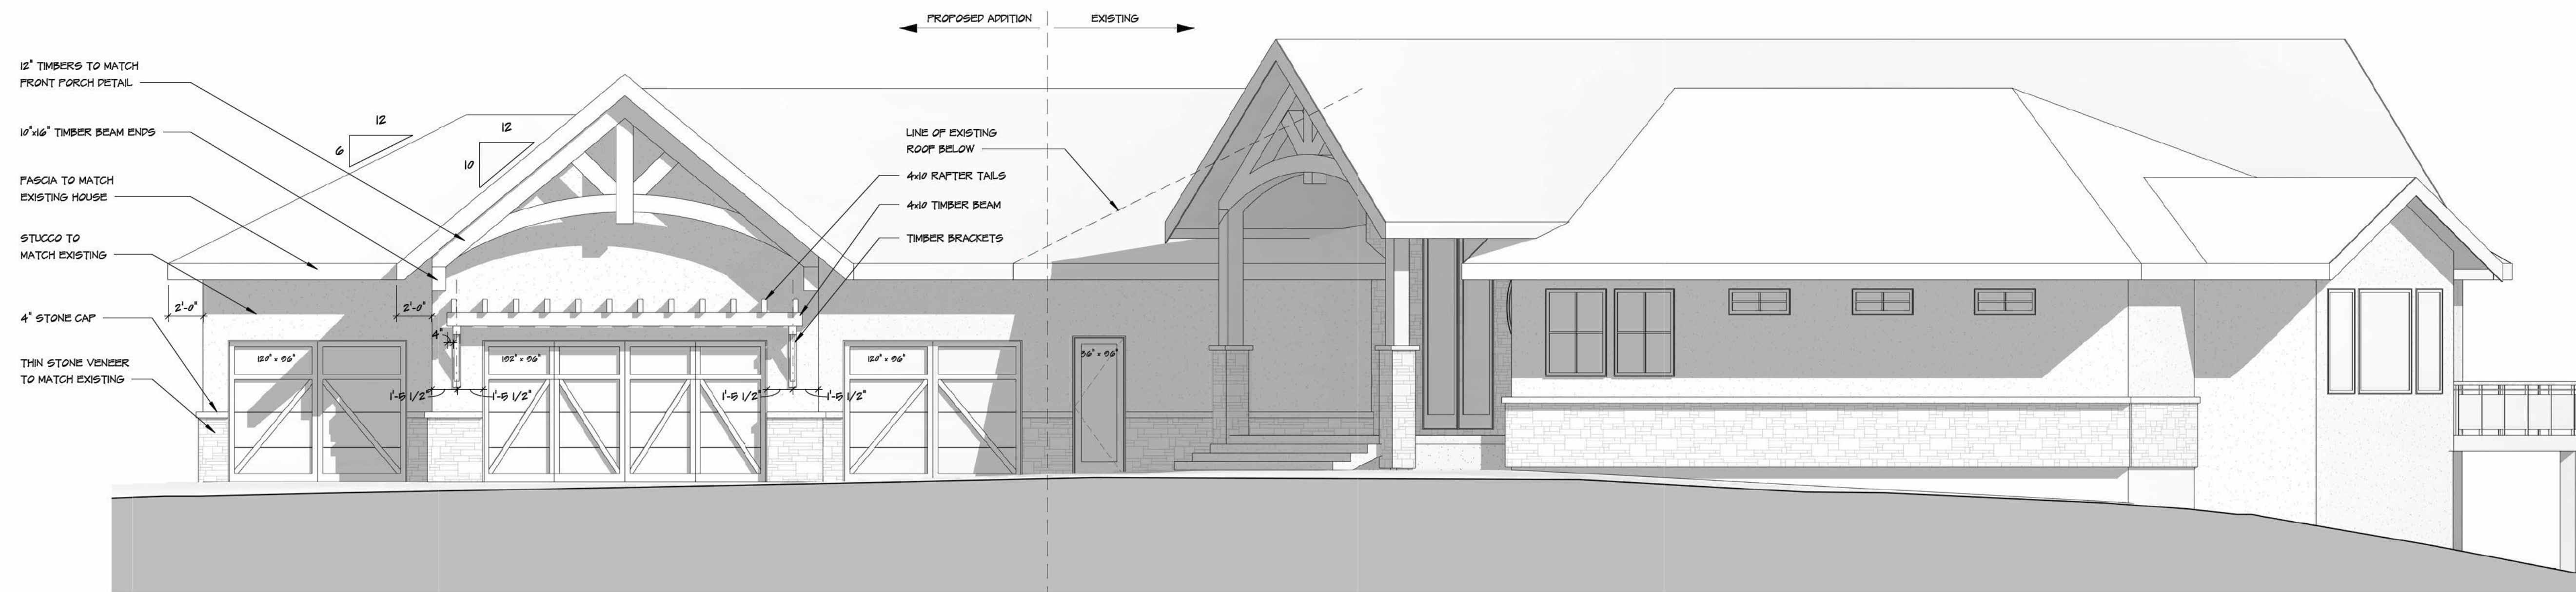 PROPOSED ADDITION
EXISTING
12" TIMBERS TO MATCH
FRONT PORCH DETAIL
10"x16" TIMBER BEAM ENDS
FASCIA TO MATCH
EXISTING HOUSE
STUCCO TO
MATCH EXISTING
4" STONE CAP
THIN STONE VENEER
TO MATCH EXISTING
12
6
12
10
LINE OF EXISTING
ROOF BELOW
4x10 RAFTER TAILS
4x10 TIMBER BEAM
TIMBER BRACKETS
2'-0"
2'-0"
4"
120" x 96"
192" x 96"
120" x 96"
36" x 96"
1'-5 1/2"
1'-5 1/2"
1'-5 1/2"
1'-5 1/2"